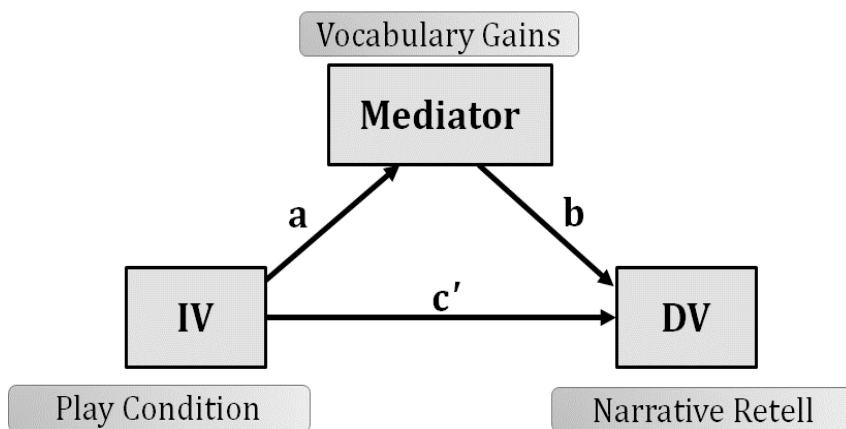 Vocabulary Gains
Mediator
a
b
IV
c′
DV
Play Condition
Narrative Retell